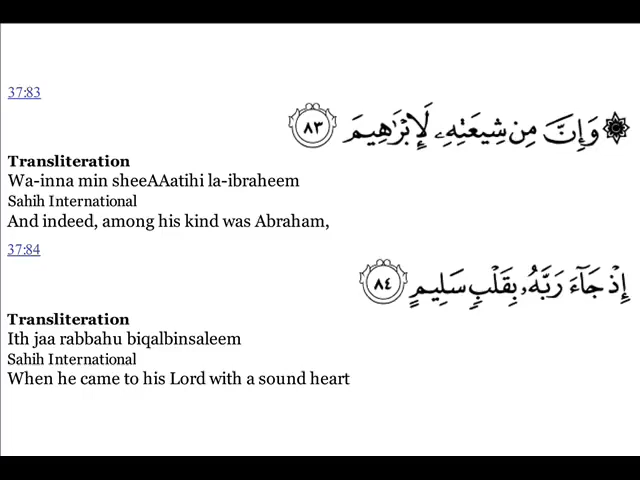 37:83
۞ وَإِنَّ مِن شِيعَتِهِۦ لَإِبْرَٰهِيمَ ٨٣
Transliteration
Wa-inna min sheeAAatihi la-ibraheem
Sahih International
And indeed, among his kind was Abraham,
37:84
إِذْ جَآءَ رَبَّهُۥ بِقَلْبٍ سَلِيمٍ ٨٤
Transliteration
Ith jaa rabbahu biqalbinsaleem
Sahih International
When he came to his Lord with a sound heart